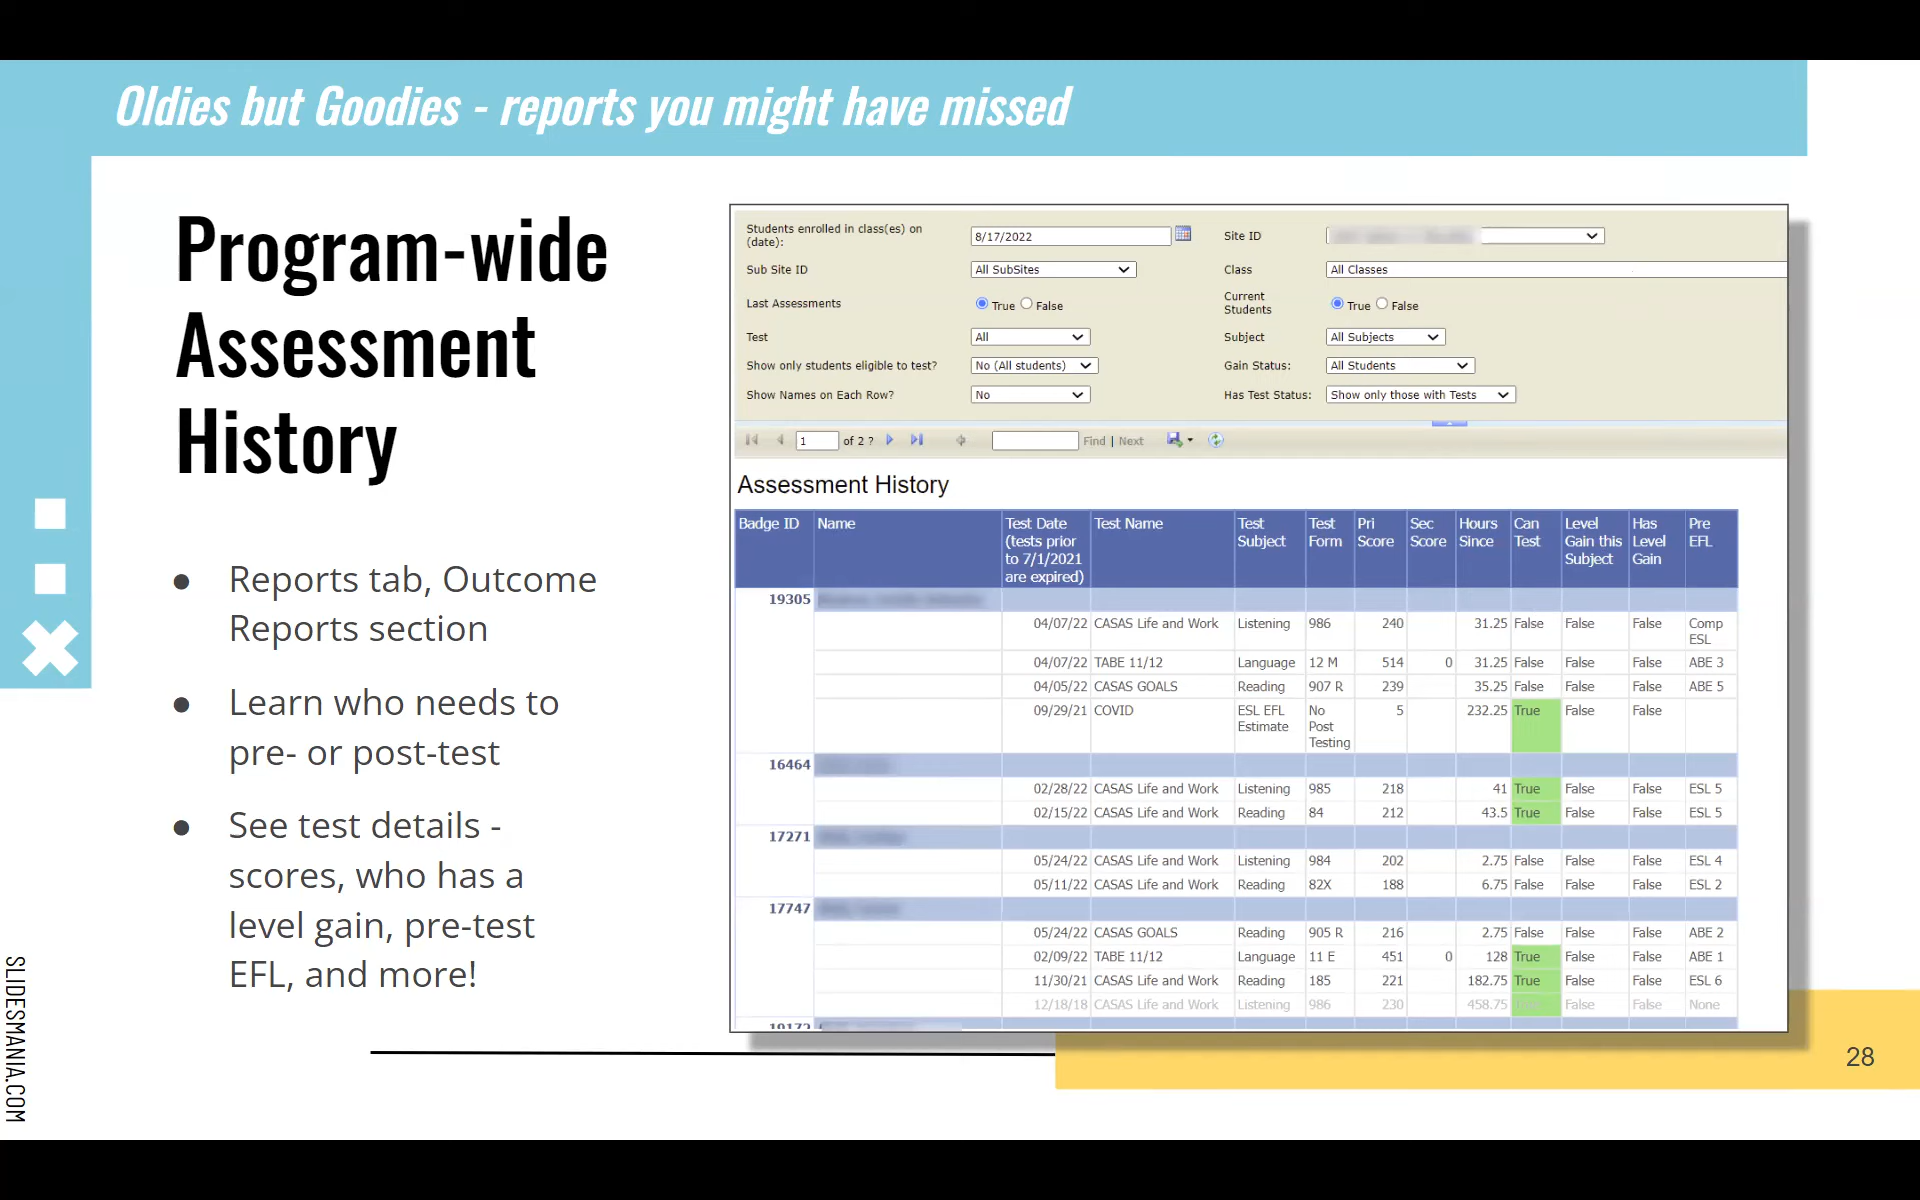 Oldies but Goodies - reports you might have missed
Program-wide
Assessment
History
● Reports tab, Outcome
Reports section
● Learn who needs to
pre- or post-test
● See test details -
scores, who has a
level gain, pre-test
EFL, and more!
Students enrolled in class(es) on
(date):
8/17/2022
Site ID
Sub Site ID All SubSites Class All Classes
Last Assessments True False Current
Students True False
Test All Subject All Subjects
Show only students eligible to test? No (All students) Gain Status: All Students
Show Names on Each Row? No Has Test Status: Show only those with Tests
1 of 2 ? Find | Next
Assessment History
Badge ID Name Test Date
(tests prior
to 7/1/2021
are expired) Test Name Test
Subject Test
Form Pri
Score Sec
Score Hours
Since Can
Test Level
Gain this
Subject Has
Level
Gain Pre
EFL
19305
04/07/22 CASAS Life and Work Listening 986 240 31.25 False False False Comp
ESL
04/07/22 TABE 11/12 Language 12 M 514 0 31.25 False False False ABE 3
04/05/22 CASAS GOALS Reading 907 R 239 35.25 False False False ABE 5
09/29/21 COVID ESL EFL
Estimate No
Post
Testing 5 232.25 True False False
16464
02/28/22 CASAS Life and Work Listening 985 218 41 True False False ESL 5
02/15/22 CASAS Life and Work Reading 84 212 43.5 True False False ESL 5
17271
05/24/22 CASAS Life and Work Listening 984 202 2.75 False False False ESL 4
05/11/22 CASAS Life and Work Reading 82X 188 6.75 False False False ESL 2
17747
05/24/22 CASAS GOALS Reading 905 R 216 2.75 False False False ABE 2
02/09/22 TABE 11/12 Language 11 E 451 0 128 True False False ABE 1
11/30/21 CASAS Life and Work Reading 185 221 182.75 True False False ESL 6
12/18/18 CASAS Life and Work Listening 986 230 458.75 False False None
19172
SLIDESMANIA.COM
28